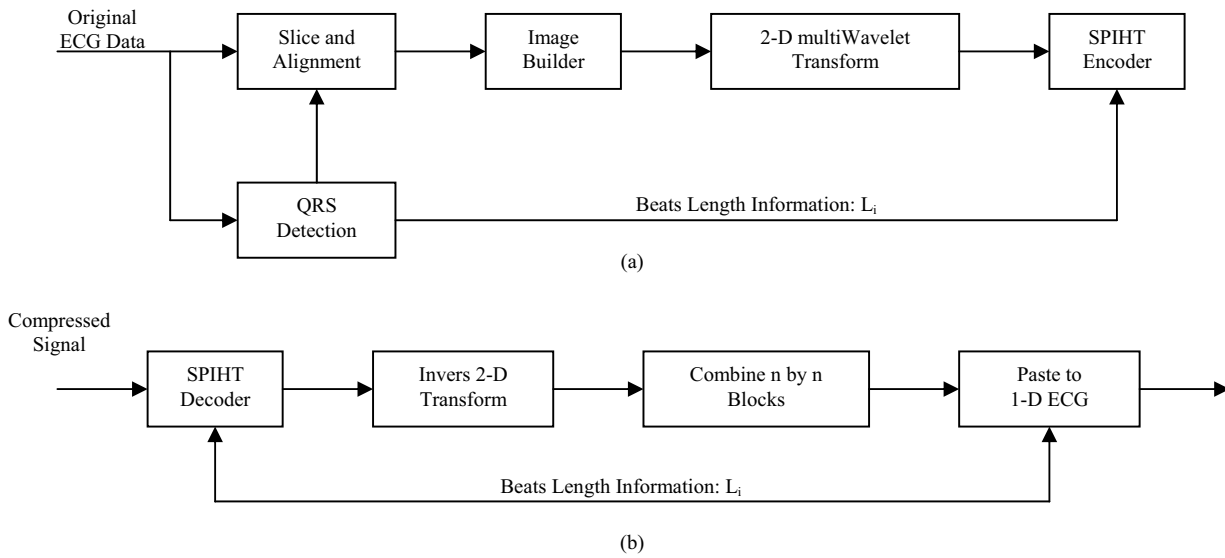 Original
ECG Data
Slice and
Alignment
Image
Builder
2-D multiWavelet
Transform
SPIHT
Encoder
QRS
Detection
Beats Length Information: Lᵢ
(a)
Compressed
Signal
SPIHT
Decoder
Invers 2-D
Transform
Combine n by n
Blocks
Paste to
1-D ECG
Beats Length Information: Lᵢ
(b)